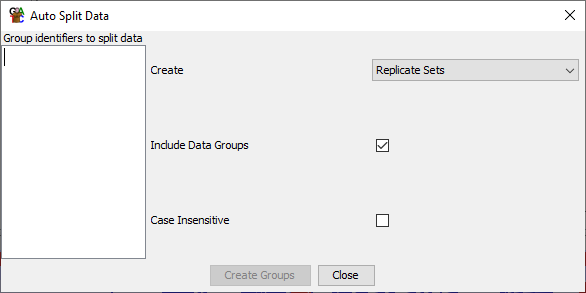 Auto Split Data
Group identifiers to split data
Create
Replicate Sets
Include Data Groups
Case Insensitive
Create Groups
Close